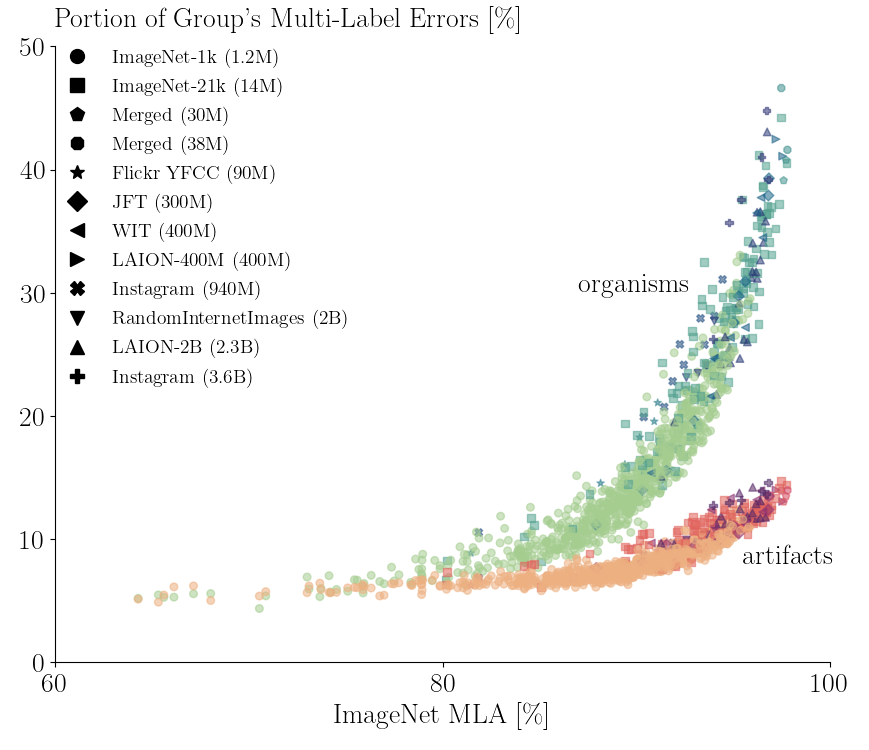 Portion of Group's Multi-Label Errors [%]
50
40
30
20
10
0
ImageNet-1k (1.2M)
ImageNet-21k (14M)
Merged (30M)
Merged (38M)
Flickr YFCC (90M)
JFT (300M)
WIT (400M)
LAION-400M (400M)
Instagram (940M)
RandomInternetImages (2B)
LAION-2B (2.3B)
Instagram (3.6B)
organisms
artifacts
60
80
100
ImageNet MLA [%]